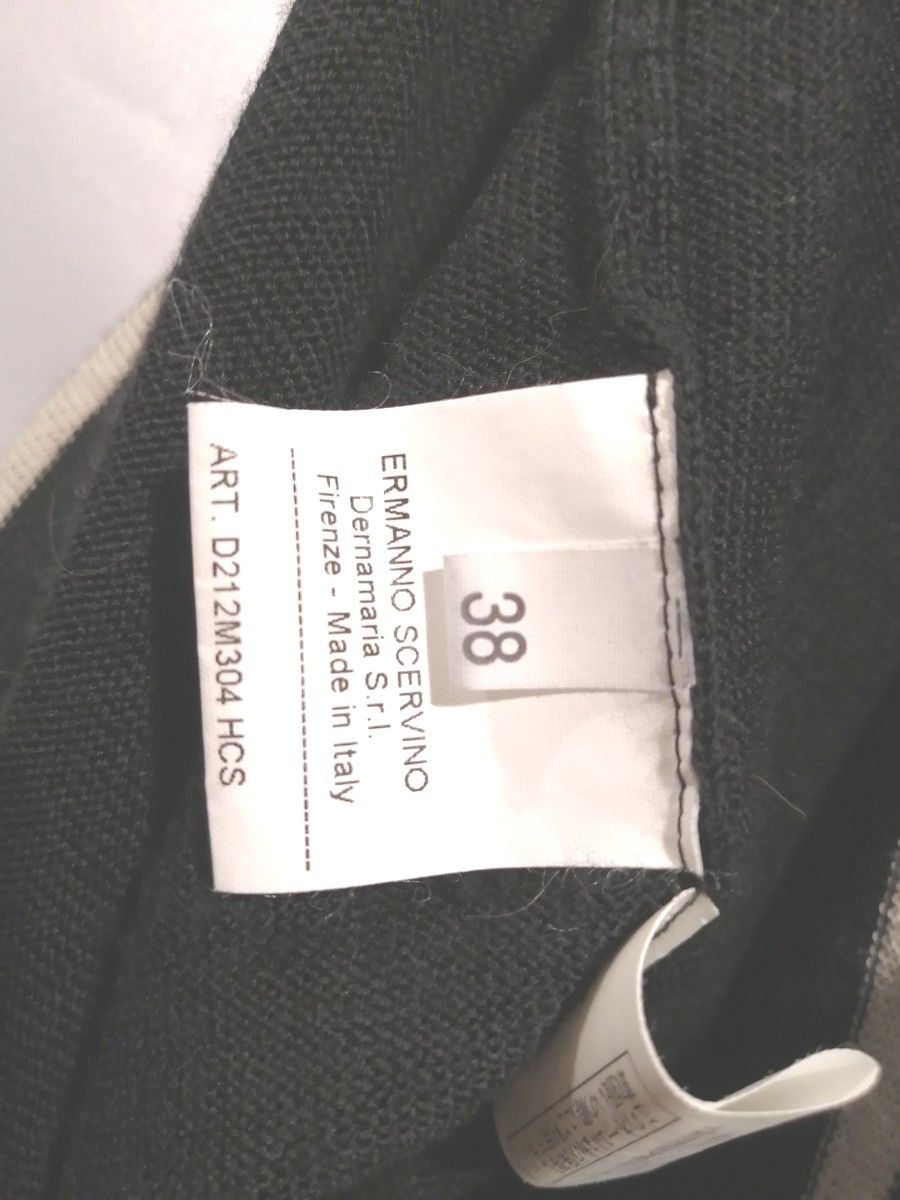 38
ERMANNO SCERVINO
Dernamaria S.r.l.
Firenze - Made in Italy
ART. D212M304 HCS